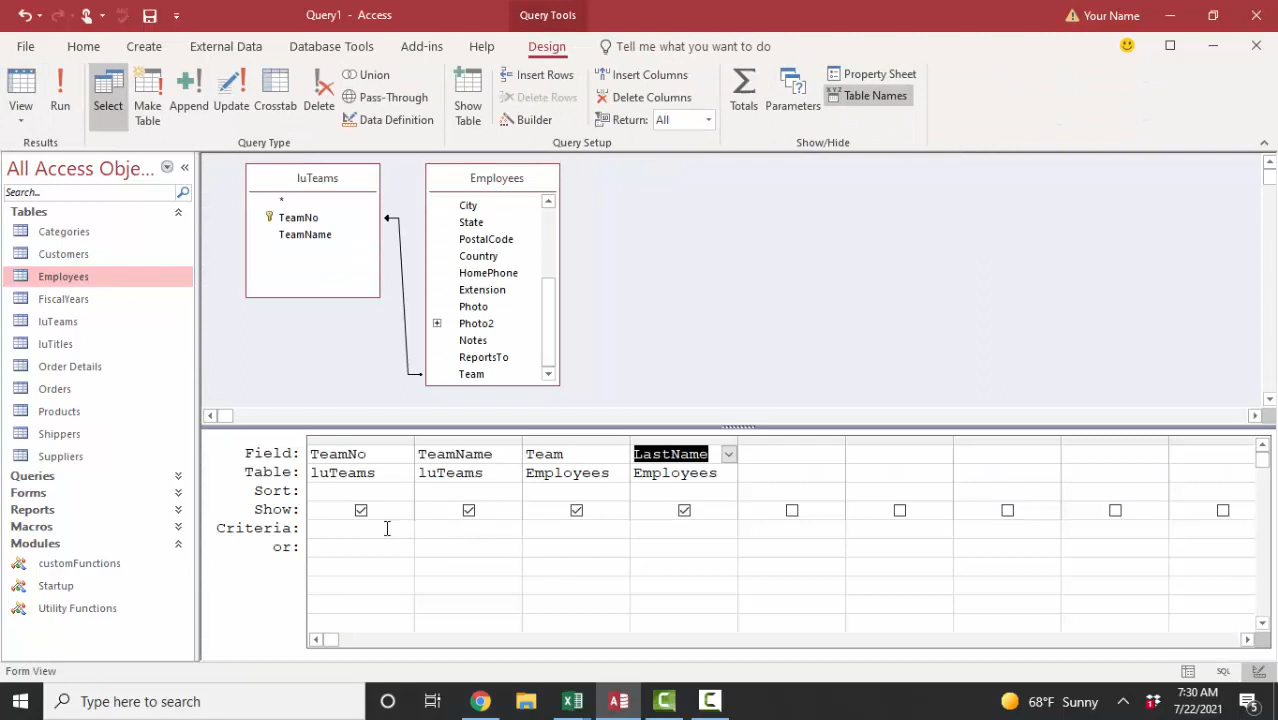 Query1 - Access
Query Tools
Your Name
File Home Create External Data Database Tools Add-ins Help Design Tell me what you want to do
View
Run
Select
Make Table
Append
Update
Crosstab
Delete
Union
Pass-Through
Data Definition
Show Table
Insert Rows
Delete Rows
Builder
Insert Columns
Delete Columns
Return: All
Totals
Parameters
Property Sheet
XYZ Table Names
Results Query Type Query Setup Show/Hide
All Access Obje...
Search...
Tables
Categories
Customers
Employees
FiscalYears
luTeams
luTitles
Order Details
Orders
Products
Shippers
Suppliers
Queries
Forms
Reports
Macros
Modules
customFunctions
Startup
Utility Functions
luTeams
*
TeamNo
TeamName
Employees
City
State
PostalCode
Country
HomePhone
Extension
Photo
Photo2
Notes
ReportsTo
Team
Field: TeamNo TeamName Team LastName
Table: luTeams luTeams Employees Employees
Sort:
Show:
Criteria:
or:
Form View
SQL
Type here to search
68°F Sunny
7:30 AM
7/22/2021
5